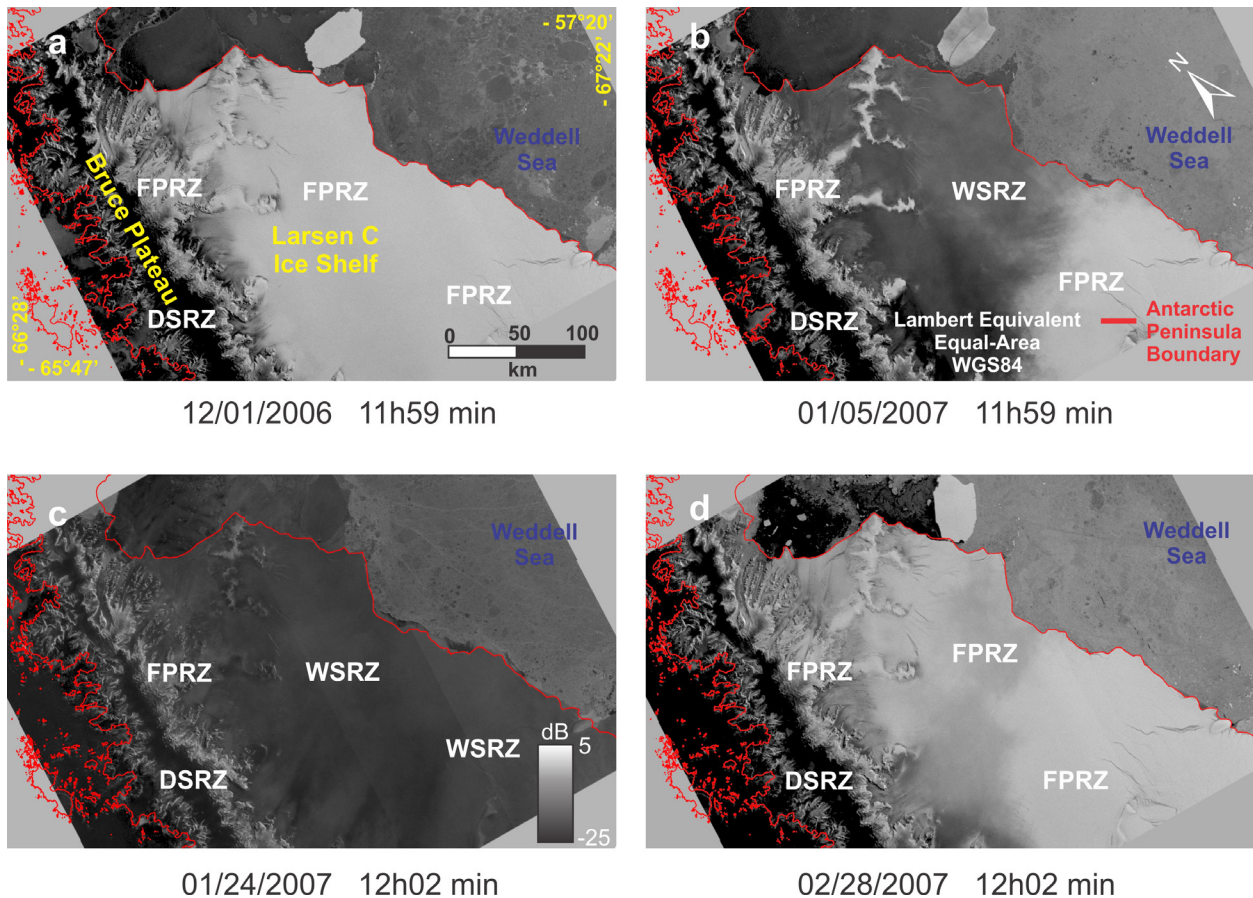 a
- 57°20'
- 67°22'
Weddell
Sea
FPRZ
FPRZ
Bruce Plateau
Larsen C
Ice Shelf
FPRZ
DSRZ
0 50 100
km
- 66°28'
- 65°47'
12/01/2006 11h59 min
b
N
Weddell
Sea
FPRZ
WSRZ
FPRZ
DSRZ
Lambert Equivalent
Equal-Area
WGS84
Antarctic
Peninsula
Boundary
01/05/2007 11h59 min
c
Weddell
Sea
FPRZ
WSRZ
WSRZ
DSRZ
dB
5
-25
01/24/2007 12h02 min
d
Weddell
Sea
FPRZ
FPRZ
DSRZ
FPRZ
02/28/2007 12h02 min